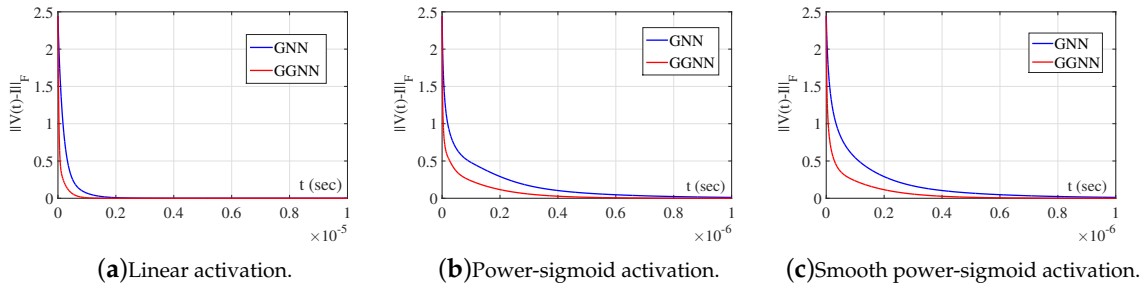 2.5
2
1.5
1
0.5
0
||V(t)-I||_F
GNN
GGNN
t (sec)
0 0.2 0.4 0.6 0.8 1
×10^-5
(a)Linear activation.
2.5
2
1.5
1
0.5
0
||V(t)-I||_F
GNN
GGNN
t (sec)
0 0.2 0.4 0.6 0.8 1
×10^-6
(b)Power-sigmoid activation.
2.5
2
1.5
1
0.5
0
||V(t)-I||_F
GNN
GGNN
t (sec)
0 0.2 0.4 0.6 0.8 1
×10^-6
(c)Smooth power-sigmoid activation.